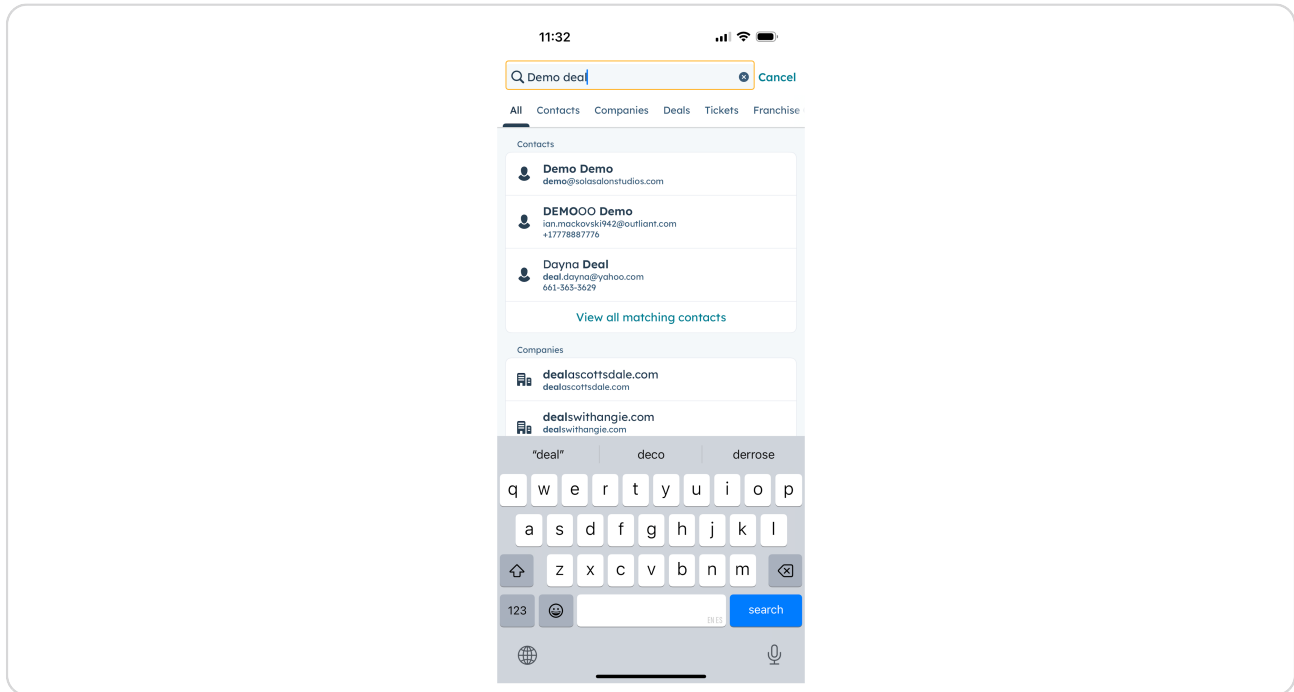 11:32
Demo deal
Cancel
All Contacts Companies Deals Tickets Franchise
Contacts
Demo Demo
demo@solasalonstudios.com
DEMOOO Demo
ian.mackovski942@outliant.com
+17778887776
Dayna Deal
deal.dayna@yahoo.com
661-363-3629
View all matching contacts
Companies
dealascottsdale.com
dealascottsdale.com
dealswithangie.com
dealswithangie.com
"deal" deco derrose
q w e r t y u i o p
a s d f g h j k l
z x c v b n m
123 EN ES search